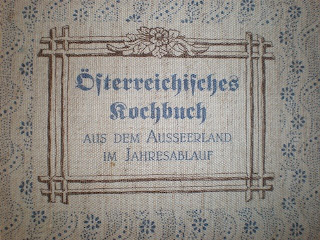 Österreichisches
Kochbuch
AUS DEM AUSSEERLAND
IM JAHRESABLAUF